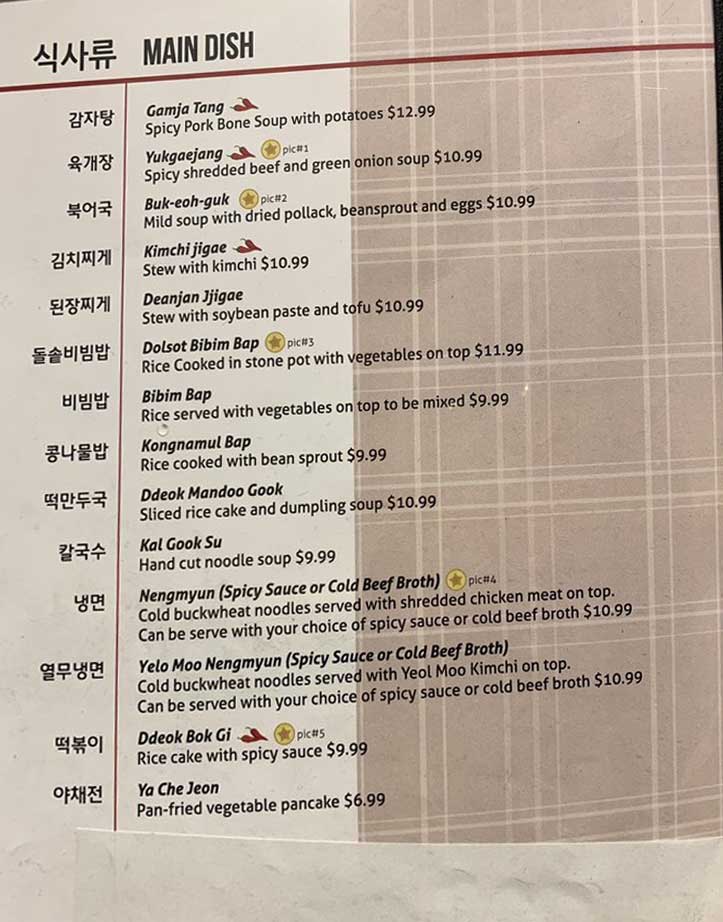 식사류 MAIN DISH
감자탕 Gamja Tang
Spicy Pork Bone Soup with potatoes $12.99
육개장 Yukgaejang pic#1
Spicy shredded beef and green onion soup $10.99
북어국 Buk-eoh-guk pic#2
Mild soup with dried pollack, beansprout and eggs $10.99
김치찌게 Kimchi jigae
Stew with kimchi $10.99
된장찌게 Deanjan Jjigae
Stew with soybean paste and tofu $10.99
돌솥비빔밥 Dolsot Bibim Bap pic#3
Rice Cooked in stone pot with vegetables on top $11.99
비빔밥 Bibim Bap
Rice served with vegetables on top to be mixed $9.99
콩나물밥 Kongnamul Bap
Rice cooked with bean sprout $9.99
떡만두국 Ddeok Mandoo Gook
Sliced rice cake and dumpling soup $10.99
칼국수 Kal Gook Su
Hand cut noodle soup $9.99
냉면 Nengmyun (Spicy Sauce or Cold Beef Broth) pic#4
Cold buckwheat noodles served with shredded chicken meat on top.
Can be serve with your choice of spicy sauce or cold beef broth $10.99
열무냉면 Yelo Moo Nengmyun (Spicy Sauce or Cold Beef Broth)
Cold buckwheat noodles served with Yeol Moo Kimchi on top.
Can be served with your choice of spicy sauce or cold beef broth $10.99
떡볶이 Ddeok Bok Gi pic#5
Rice cake with spicy sauce $9.99
야채전 Ya Che Jeon
Pan-fried vegetable pancake $6.99